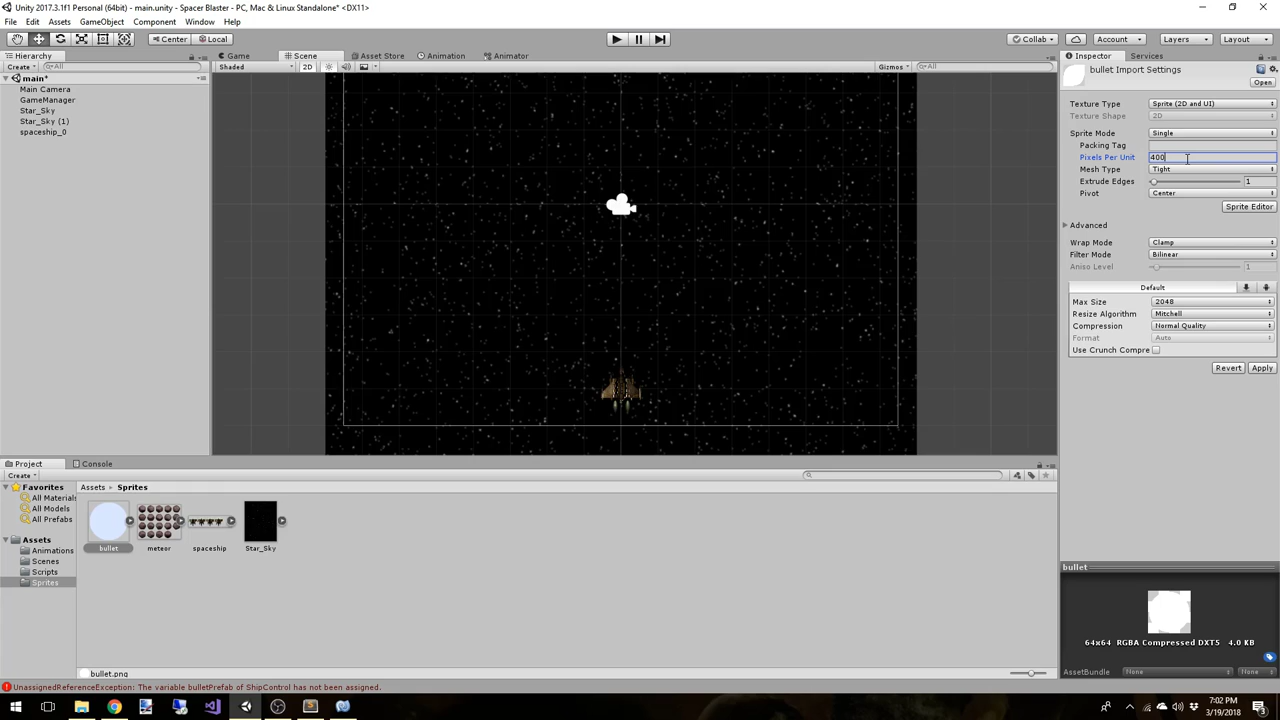 Unity 2017.3.1f1 Personal (64bit) - main.unity - Spacer Blaster - PC, Mac & Linux Standalone* <DX11>
File Edit Assets GameObject Component Window Help
Center Local Collab Account Layers Layout
Hierarchy Game Scene Asset Store Animation Animator Inspector Services
Create All Shaded 2D Gizmos All bullet Import Settings
main*
Open
Main Camera
GameManager
Star_Sky
Star_Sky (1)
spaceship_0
Texture Type Sprite (2D and UI)
Texture Shape 2D
Sprite Mode Single
Packing Tag
Pixels Per Unit 400
Mesh Type Tight
Extrude Edges 1
Pivot Center
Sprite Editor
Advanced
Wrap Mode Clamp
Filter Mode Bilinear
Aniso Level 1
Default
Max Size 2048
Resize Algorithm Mitchell
Compression Normal Quality
Format Auto
Use Crunch Compre
Revert Apply
Project Console
Create
Favorites
All Materials
All Models
All Prefabs
Assets
Animations
Scenes
Scripts
Sprites
Assets Sprites
bullet meteor spaceship Star_Sky
bullet.png
bullet
64x64 RGBA Compressed DXT5 4.0 KB
AssetBundle None None
UnassignedReferenceException: The variable bulletPrefab of ShipControl has not been assigned.
7:02 PM
3/19/2018
3